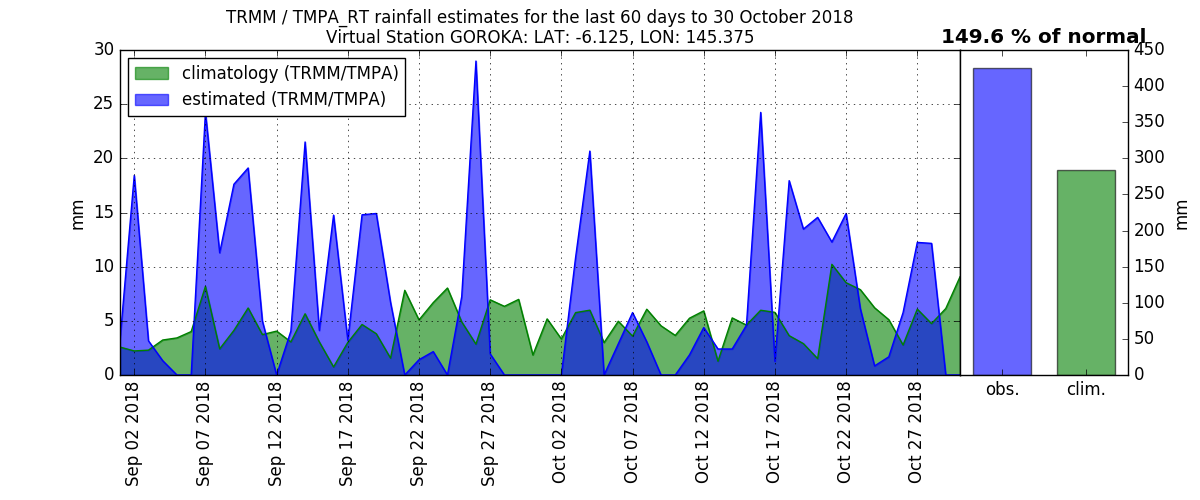 TRMM / TMPA_RT rainfall estimates for the last 60 days to 30 October 2018
Virtual Station GOROKA: LAT: -6.125, LON: 145.375
149.6 % of normal
climatology (TRMM/TMPA)
estimated (TRMM/TMPA)
mm
30
25
20
15
10
5
0
Sep 02 2018
Sep 07 2018
Sep 12 2018
Sep 17 2018
Sep 22 2018
Sep 27 2018
Oct 02 2018
Oct 07 2018
Oct 12 2018
Oct 17 2018
Oct 22 2018
Oct 27 2018
obs.
clim.
450
400
350
300
250
200
150
100
50
0
mm